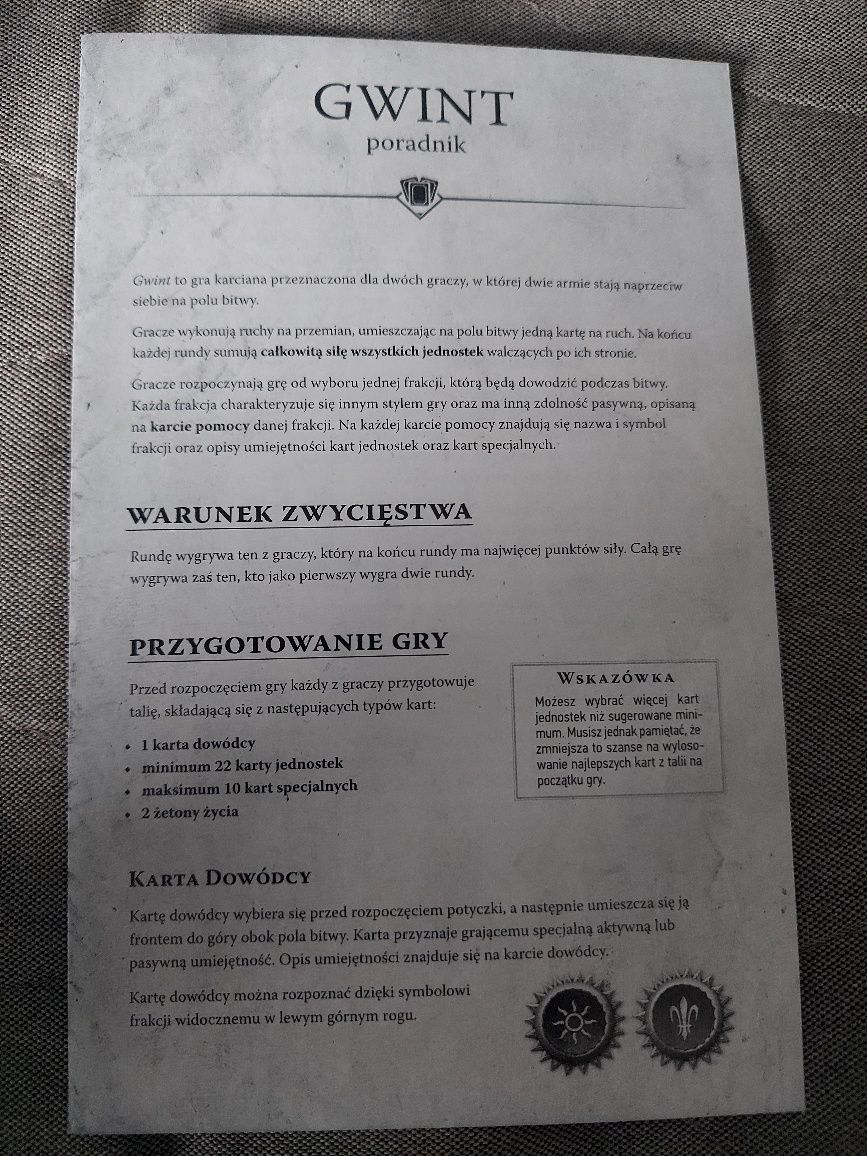 GWINT
poradnik
Gwint to gra karciana przeznaczona dla dwóch graczy, w której dwie armie stają naprzeciw
siebie na polu bitwy.
Gracze wykonują ruchy na przemian, umieszczając na polu bitwy jedną kartę na ruch. Na końcu
każdej rundy sumują całkowitą siłę wszystkich jednostek walczących po ich stronie.
Gracze rozpoczynają grę od wyboru jednej frakcji, którą będą dowodzić podczas bitwy.
Każda frakcja charakteryzuje się innym stylem gry oraz ma inną zdolność pasywną, opisaną
na karcie pomocy danej frakcji. Na każdej karcie pomocy znajdują się nazwa i symbol
frakcji oraz opisy umiejętności kart jednostek oraz kart specjalnych.
WARUNEK ZWYCIĘSTWA
Rundę wygrywa ten z graczy, który na końcu rundy ma najwięcej punktów siły. Całą grę
wygrywa zaś ten, kto jako pierwszy wygra dwie rundy.
PRZYGOTOWANIE GRY
Przed rozpoczęciem gry każdy z graczy przygotowuje
talię, składającą się z następujących typów kart:
• 1 karta dowódcy
• minimum 22 karty jednostek
• maksimum 10 kart specjalnych
• 2 żetony życia
WSKAZÓWKA
Możesz wybrać więcej kart
jednostek niż sugerowane mini-
mum. Musisz jednak pamiętać, że
zmniejsza to szanse na wyloso-
wanie najlepszych kart z talii na
początku gry.
KARTA DOWÓDCY
Kartę dowódcy wybiera się przed rozpoczęciem potyczki, a następnie umieszcza się ją
frontem do góry obok pola bitwy. Karta przyznaje grającemu specjalną aktywną lub
pasywną umiejętność. Opis umiejętności znajduje się na karcie dowódcy.
Kartę dowódcy można rozpoznać dzięki symbolowi
frakcji widocznemu w lewym górnym rogu.